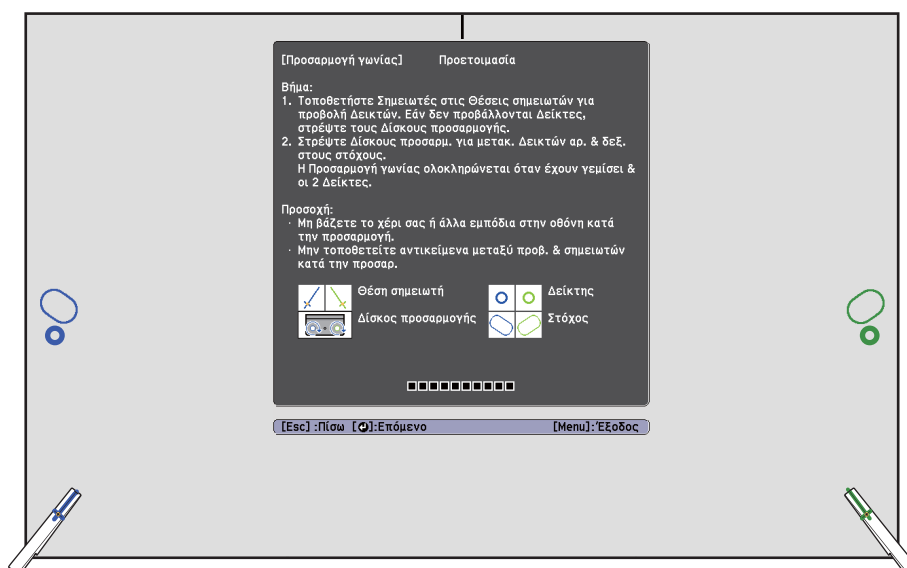 [Προσαρμογή γωνίας] Προετοιμασία
Βήμα:
1. Τοποθετήστε Σημειωτές στις Θέσεις σημειωτών για
προβολή Δεικτών. Εάν δεν προβάλλονται Δείκτες,
στρέψτε τους Δίσκους προσαρμογής.
2. Στρέψτε Δίσκους προσαρμ. για μετακ. Δεικτών αρ. & δεξ.
στους στόχους.
Η Προσαρμογή γωνίας ολοκληρώνεται όταν έχουν γεμίσει &
οι 2 Δείκτες.
Προσοχή:
· Μη βάζετε το χέρι σας ή άλλα εμπόδια στην οθόνη κατά
την προσαρμογή.
· Μην τοποθετείτε αντικείμενα μεταξύ προβ. & σημειωτών
κατά την προσαρ.
Θέση σημειωτή Δείκτης
Δίσκος προσαρμογής Στόχος
[Esc] :Πίσω [⏎]:Επόμενο [Menu]:Έξοδος